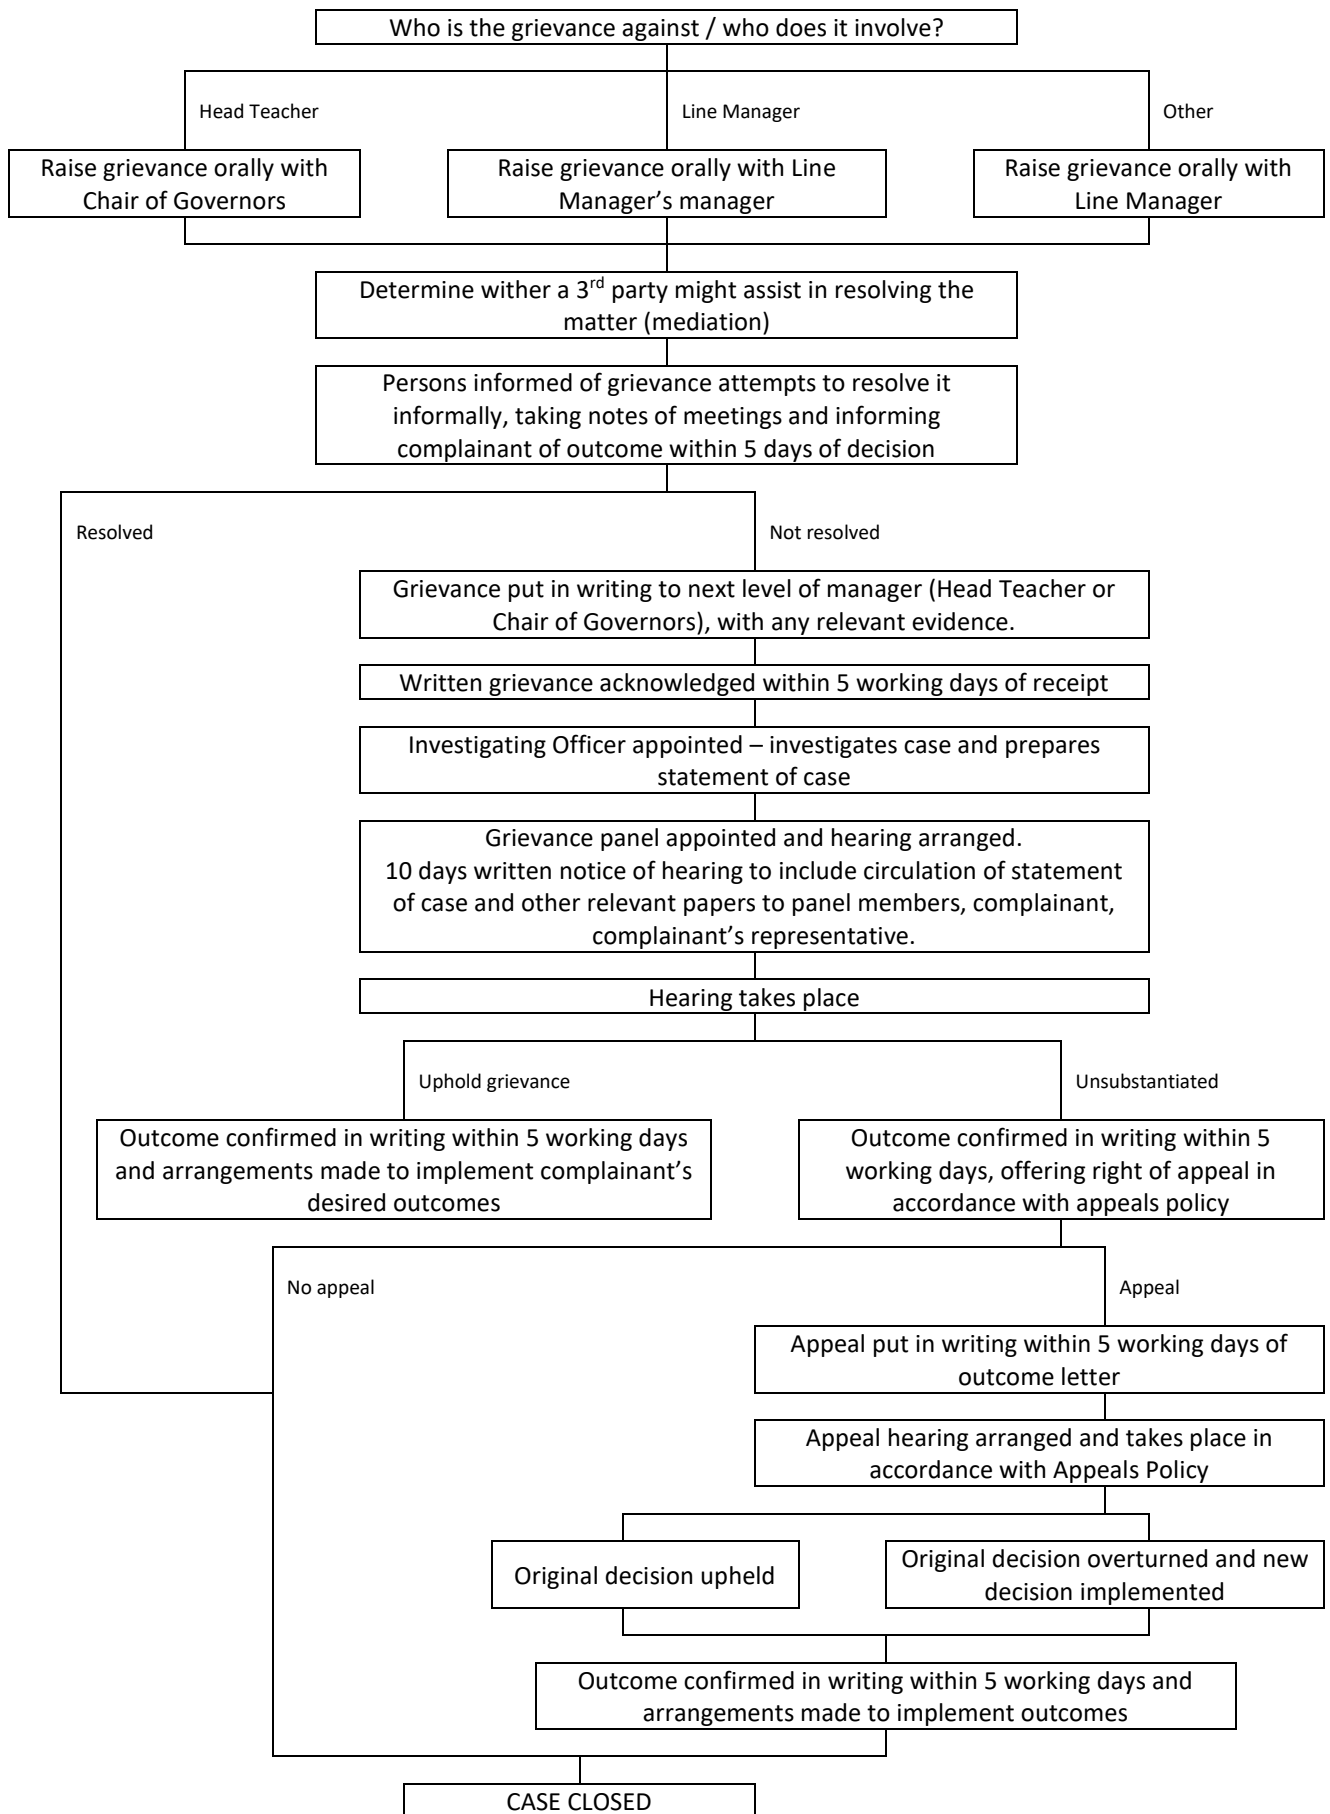 Who is the grievance against / who does it involve?
Head Teacher
Line Manager
Other
Raise grievance orally with
Chair of Governors
Raise grievance orally with Line
Manager’s manager
Raise grievance orally with
Line Manager
Determine wither a 3rd party might assist in resolving the
matter (mediation)
Persons informed of grievance attempts to resolve it
informally, taking notes of meetings and informing
complainant of outcome within 5 days of decision
Resolved
Not resolved
Grievance put in writing to next level of manager (Head Teacher or
Chair of Governors), with any relevant evidence.
Written grievance acknowledged within 5 working days of receipt
Investigating Officer appointed – investigates case and prepares
statement of case
Grievance panel appointed and hearing arranged.
10 days written notice of hearing to include circulation of statement
of case and other relevant papers to panel members, complainant,
complainant’s representative.
Hearing takes place
Uphold grievance
Unsubstantiated
Outcome confirmed in writing within 5 working days
and arrangements made to implement complainant’s
desired outcomes
Outcome confirmed in writing within 5
working days, offering right of appeal in
accordance with appeals policy
No appeal
Appeal
Appeal put in writing within 5 working days of
outcome letter
Appeal hearing arranged and takes place in
accordance with Appeals Policy
Original decision upheld
Original decision overturned and new
decision implemented
Outcome confirmed in writing within 5 working days and
arrangements made to implement outcomes
CASE CLOSED